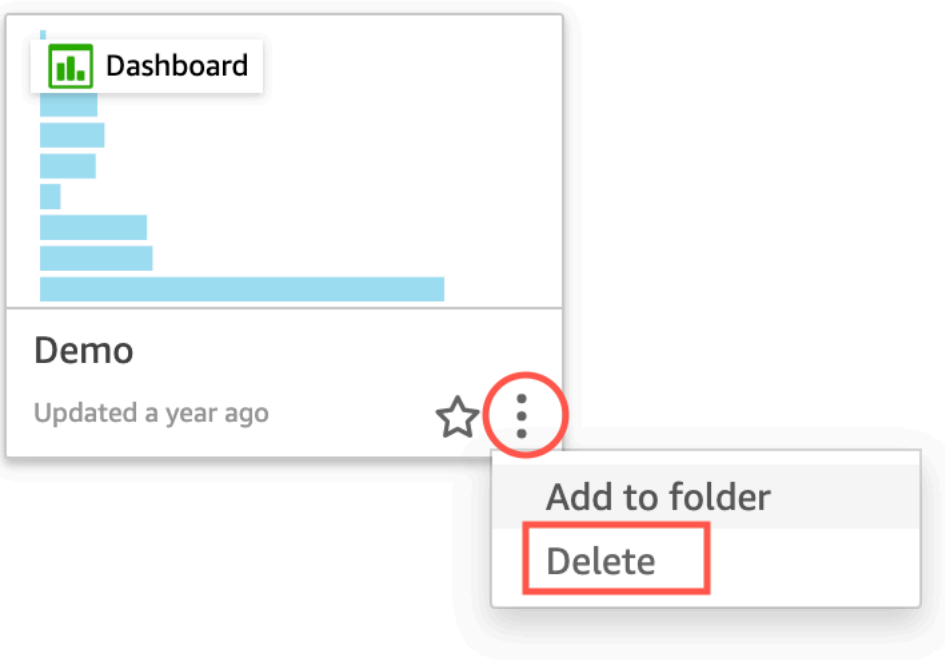 Dashboard
Demo
Updated a year ago
Add to folder
Delete